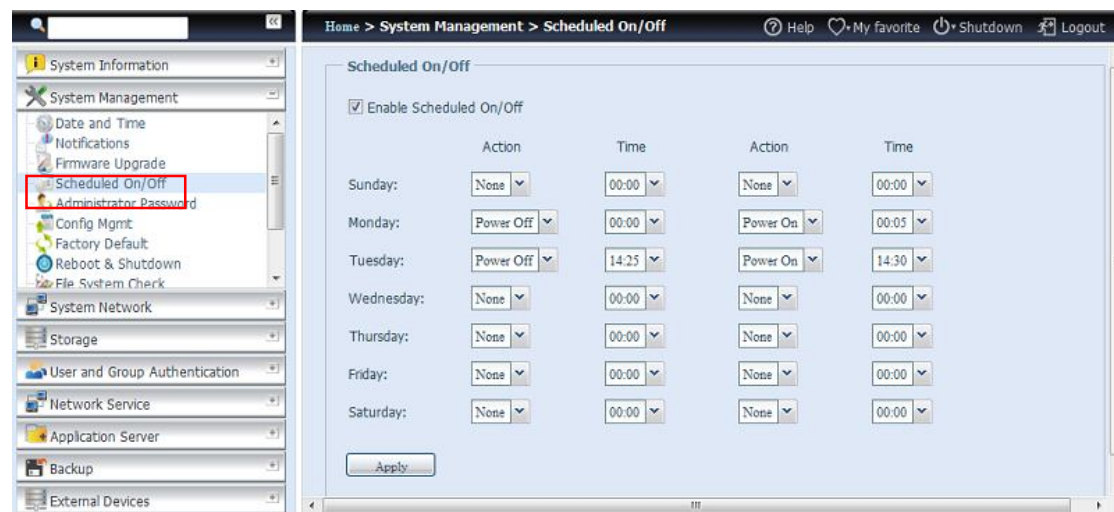 Home > System Management > Scheduled On/Off
Help
My favorite
Shutdown
Logout
System Information
System Management
Date and Time
Notifications
Firmware Upgrade
Scheduled On/Off
Administrator Password
Config Mgmt
Factory Default
Reboot & Shutdown
File System Check
System Network
Storage
User and Group Authentication
Network Service
Application Server
Backup
External Devices
Scheduled On/Off
Enable Scheduled On/Off
Action Time Action Time
Sunday: None 00:00 None 00:00
Monday: Power Off 00:00 Power On 00:05
Tuesday: Power Off 14:25 Power On 14:30
Wednesday: None 00:00 None 00:00
Thursday: None 00:00 None 00:00
Friday: None 00:00 None 00:00
Saturday: None 00:00 None 00:00
Apply